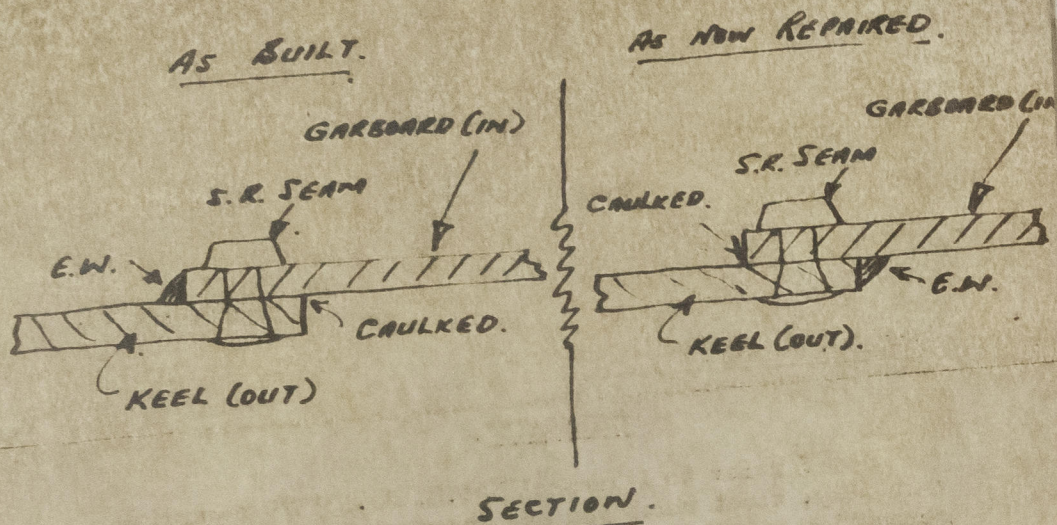 AS BUILT.
GARBOARD (IN)
S.R. SEAM
E.W.
CAULKED.
KEEL (OUT)
AS NOW REPAIRED.
GARBOARD (IN
S.R. SEAM
CAULKED.
E.W.
KEEL (OUT).
SECTION.